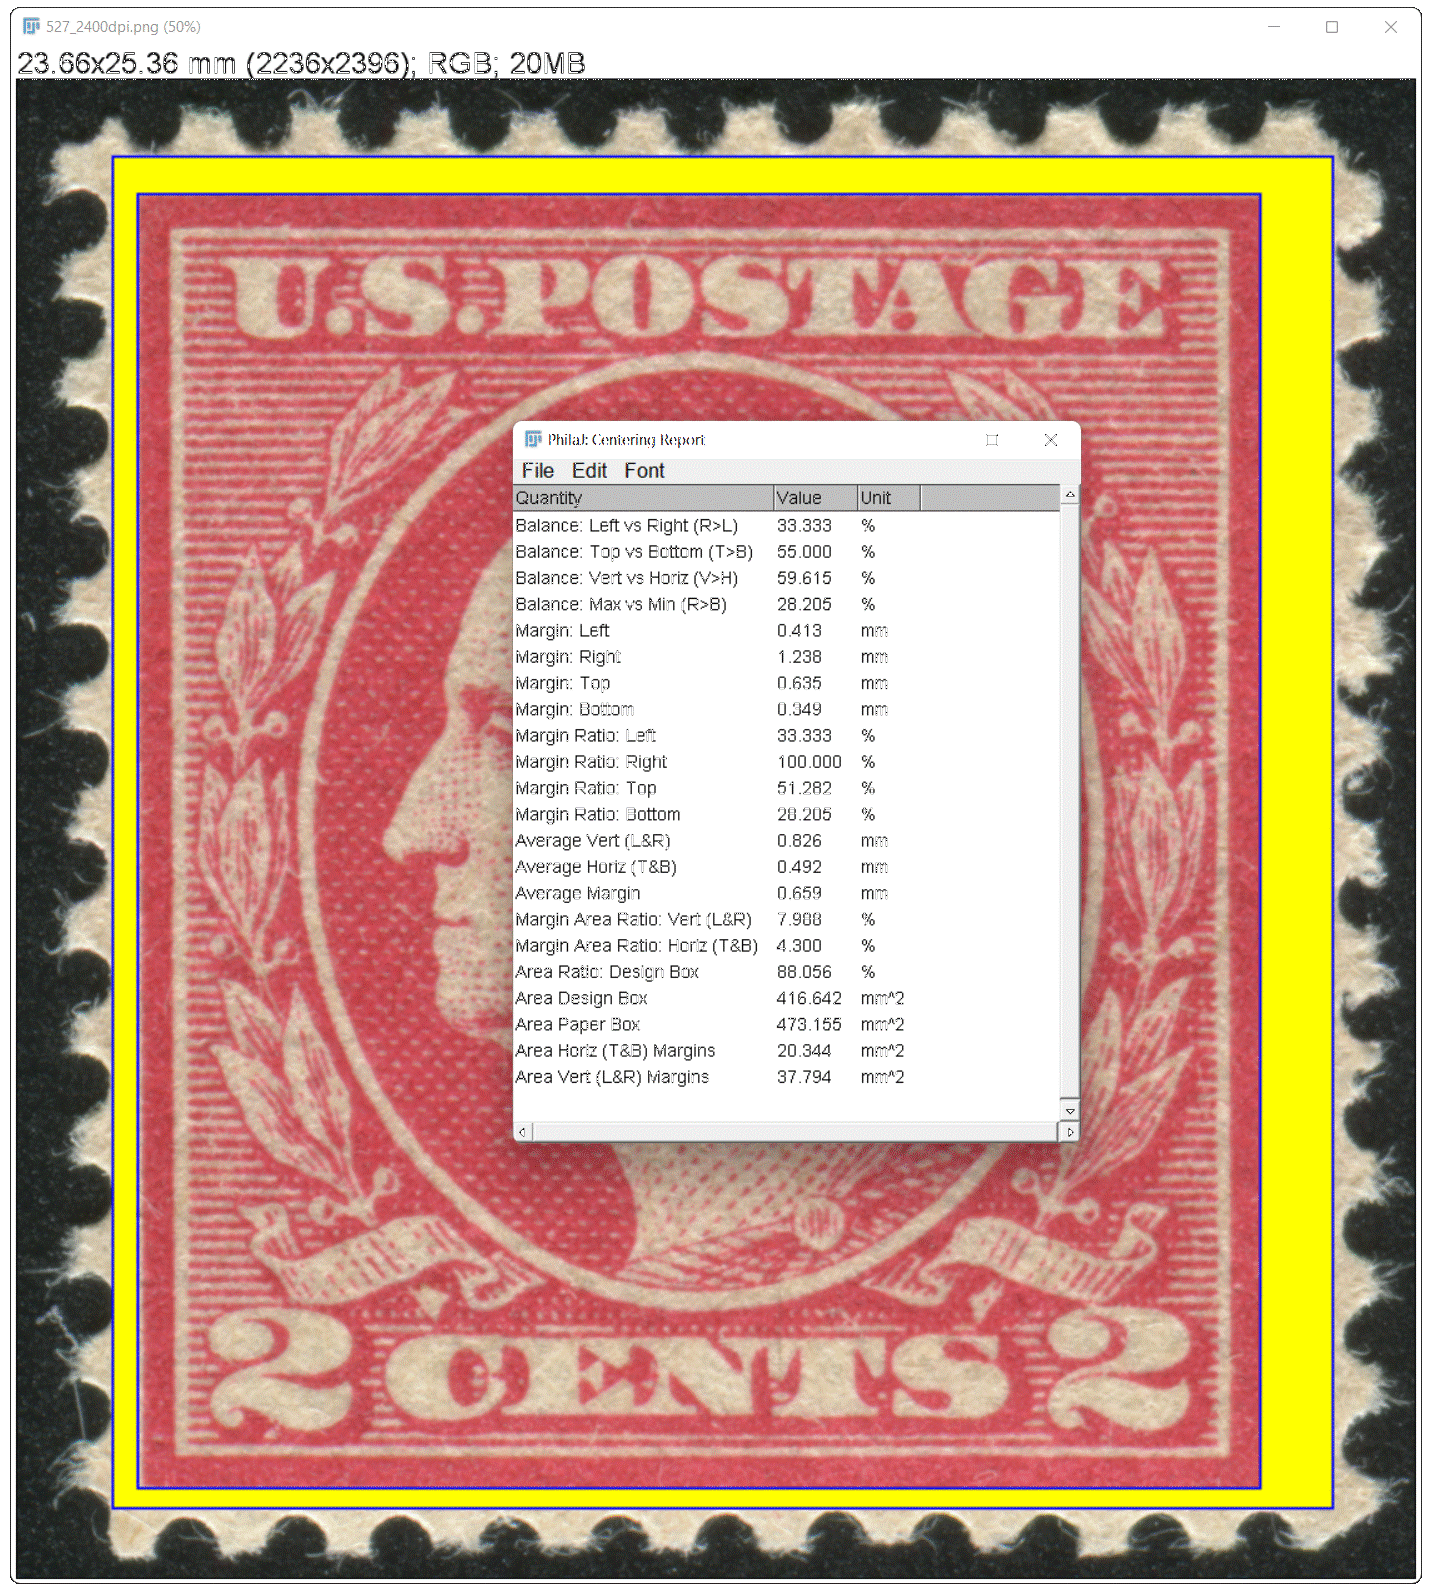 527_2400dpi.png (50%)
23.66x25.36 mm (2236x2396); RGB; 20MB
U.S.POSTAGE
PhilaJ: Centering Report
File Edit Font
Quantity Value Unit
Balance: Left vs Right (R>L) 33.333 %
Balance: Top vs Bottom (T>B) 55.000 %
Balance: Vert vs Horiz (V>H) 59.615 %
Balance: Max vs Min (R>B) 28.205 %
Margin: Left 0.413 mm
Margin: Right 1.238 mm
Margin: Top 0.635 mm
Margin: Bottom 0.349 mm
Margin Ratio: Left 33.333 %
Margin Ratio: Right 100.000 %
Margin Ratio: Top 51.282 %
Margin Ratio: Bottom 28.205 %
Average Vert (L&R) 0.826 mm
Average Horiz (T&B) 0.492 mm
Average Margin 0.659 mm
Margin Area Ratio: Vert (L&R) 7.988 %
Margin Area Ratio: Horiz (T&B) 4.300 %
Area Ratio: Design Box 88.056 %
Area Design Box 416.642 mm^2
Area Paper Box 473.155 mm^2
Area Horiz (T&B) Margins 20.344 mm^2
Area Vert (L&R) Margins 37.794 mm^2
2 CENTS 2